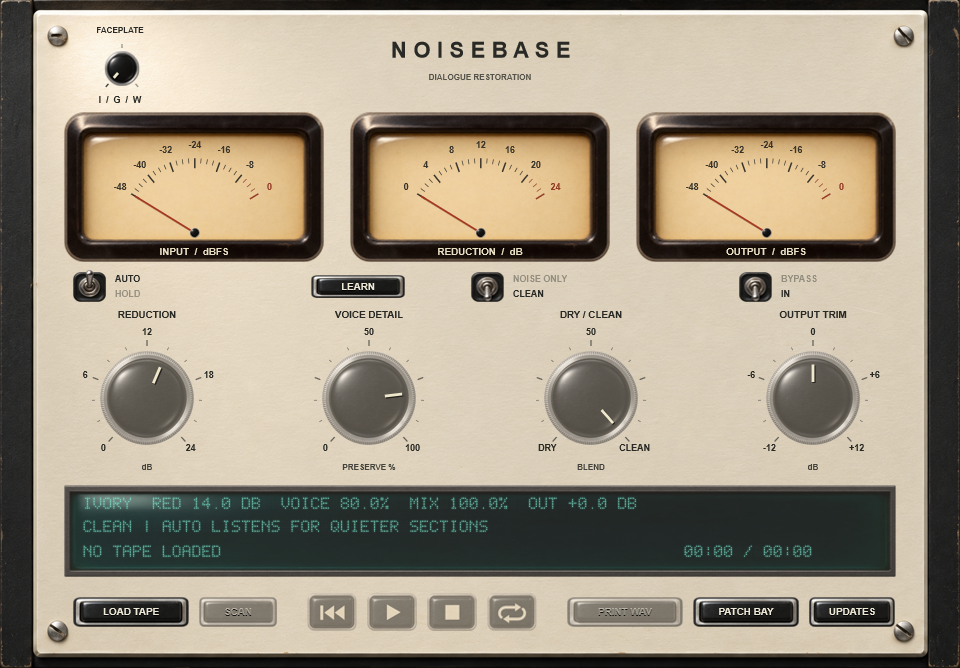 FACEPLATE
I / G / W
NOISEBASE
DIALOGUE RESTORATION
-48 -40 -32 -24 -16 -8 0
INPUT / dBFS
0 4 8 12 16 20 24
REDUCTION / dB
-48 -40 -32 -24 -16 -8 0
OUTPUT / dBFS
AUTO
HOLD
LEARN
NOISE ONLY
CLEAN
BYPASS
IN
REDUCTION
0 6 12 18 24
dB
VOICE DETAIL
0 50 100
PRESERVE %
DRY / CLEAN
DRY 50 CLEAN
BLEND
OUTPUT TRIM
-12 -6 0 +6 +12
dB
IVORY RED 14.0 DB VOICE 80.0% MIX 100.0% OUT +0.0 DB
CLEAN | AUTO LISTENS FOR QUIETER SECTIONS
NO TAPE LOADED 00:00 / 00:00
LOAD TAPE
SCAN
PRINT WAV
PATCH BAY
UPDATES